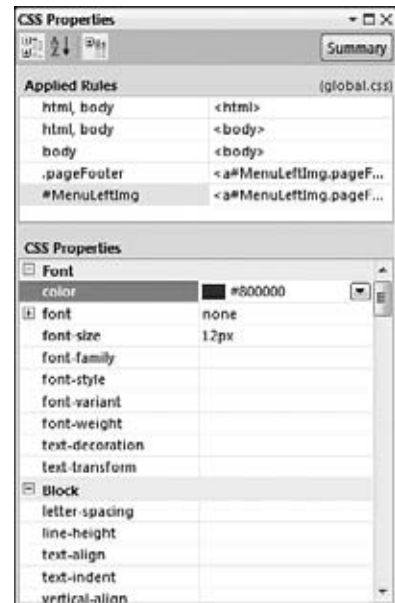 CSS Properties
Summary
Applied Rules (global.css)
html, body <html>
html, body <body>
body <body>
.pageFooter <a#MenuLeftImg.pageF...
#MenuLeftImg <a#MenuLeftImg.pageF...
CSS Properties
Font
color #800000
font none
font-size 12px
font-family
font-style
font-variant
font-weight
text-decoration
text-transform
Block
letter-spacing
line-height
text-align
text-indent
vertical-align